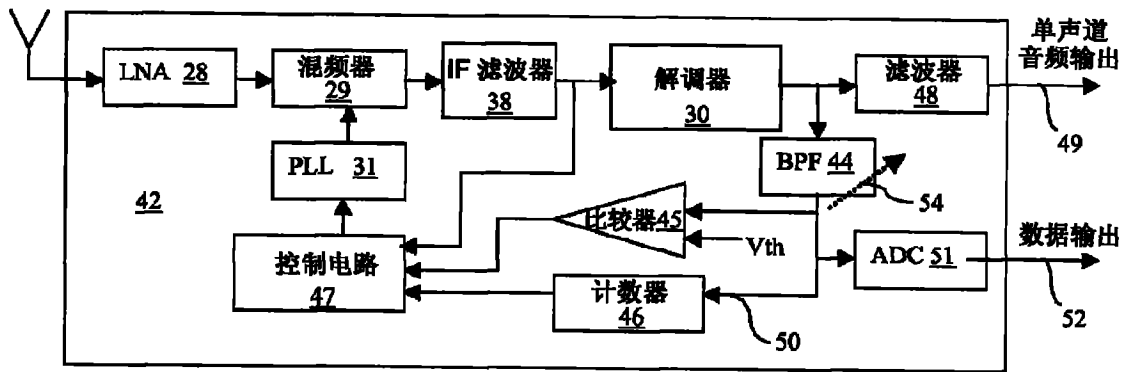 LNA 28
混频器
29
IF 滤波器
38
解调器
30
滤波器
48
单声道
音频输出
49
PLL 31
BPF 44
54
42
比较器45
Vth
控制电路
47
计数器
46
50
ADC 51
数据输出
52